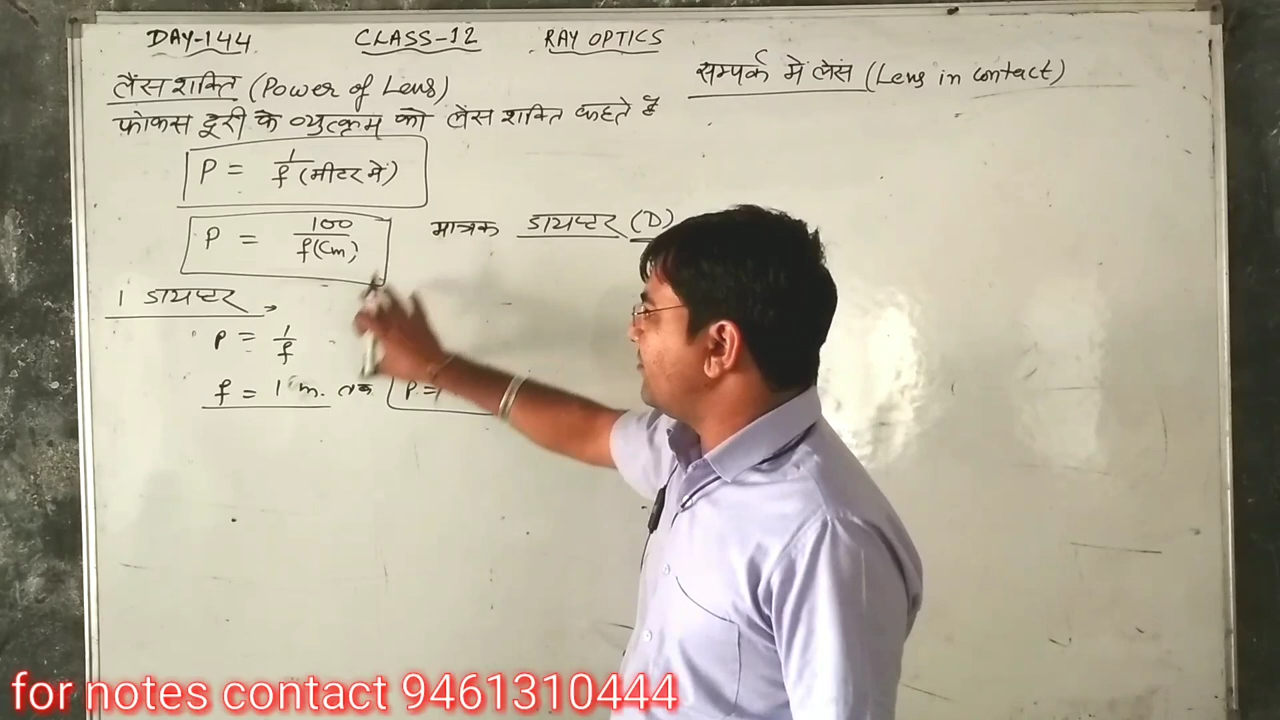 DAY-144 CLASS-12 RAY OPTICS
लैंस शक्ति (Power of Lens)
फोकस दूरी के व्युत्क्रम को लैंस शक्ति कहते है
P = 1/f (मीटर में)
P = 100/f(Cm) मात्रक डायप्टर (D)
1 डायप्टर →
P = 1/f
f = 1 m. तब P =
सम्पर्क में लेंस (Lens in contact)
for notes contact 9461310444